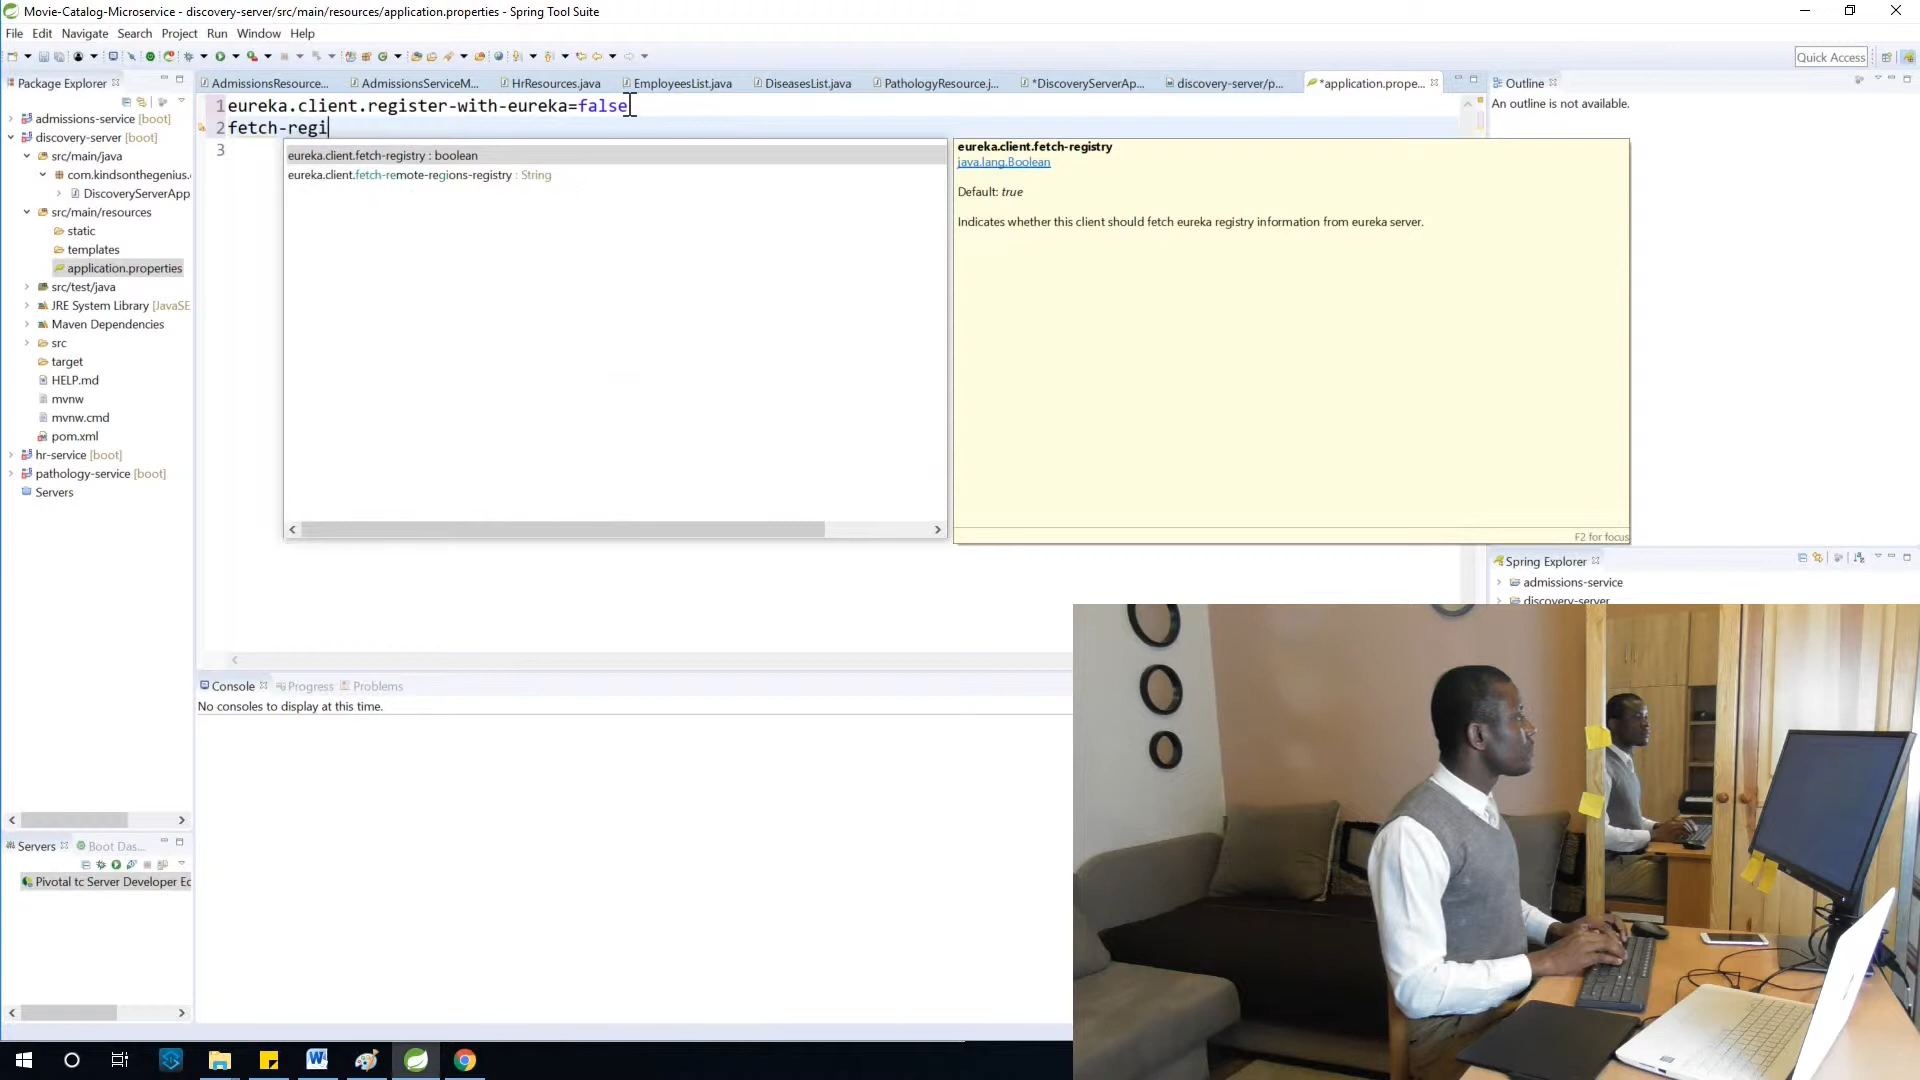 Movie-Catalog-Microservice - discovery-server/src/main/resources/application.properties - Spring Tool Suite
File Edit Navigate Search Project Run Window Help
Quick Access
Package Explorer
AdmissionsResource...
AdmissionsServiceM...
HrResources.java
EmployeesList.java
DiseasesList.java
PathologyResource.j...
*DiscoveryServerAp...
discovery-server/p...
*application.prope...
Outline
An outline is not available.
1 eureka.client.register-with-eureka=false
2 fetch-regi
3
eureka.client.fetch-registry : boolean
eureka.client.fetch-remote-regions-registry : String
eureka.client.fetch-registry
java.lang.Boolean
Default: true
Indicates whether this client should fetch eureka registry information from eureka server.
F2 for focus
admissions-service [boot]
discovery-server [boot]
src/main/java
com.kindsonthegenius.
DiscoveryServerApp
src/main/resources
static
templates
application.properties
src/test/java
JRE System Library [JavaSE
Maven Dependencies
src
target
HELP.md
mvnw
mvnw.cmd
pom.xml
hr-service [boot]
pathology-service [boot]
Servers
Spring Explorer
admissions-service
discovery-server
Console Progress Problems
No consoles to display at this time.
Servers Boot Das...
Pivotal tc Server Developer Ec